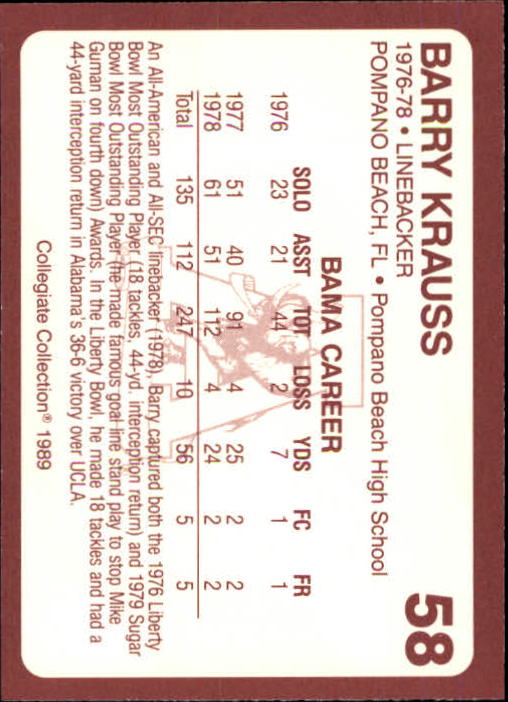 BARRY KRAUSS 58
1976-78 • LINEBACKER
POMPANO BEACH, FL • Pompano Beach High School
BAMA CAREER
SOLO ASST TOT LOSS YDS FC FR
1976 23 21 44 2 7 1 1
1977 51 40 91 4 25 2 2
1978 61 51 112 4 24 2 2
Total 135 112 247 10 56 5 5
An All-American and All-SEC linebacker (1978), Barry captured both the 1976 Liberty
Bowl Most Outstanding Player (18 tackles, 44-yd. interception return) and 1979 Sugar
Bowl Most Outstanding Player (he made famous goal line stand play to stop Mike
Guman on fourth down) Awards. In the Liberty Bowl, he made 18 tackles and had a
44-yard interception return in Alabama's 36-6 victory over UCLA.
Collegiate Collection® 1989